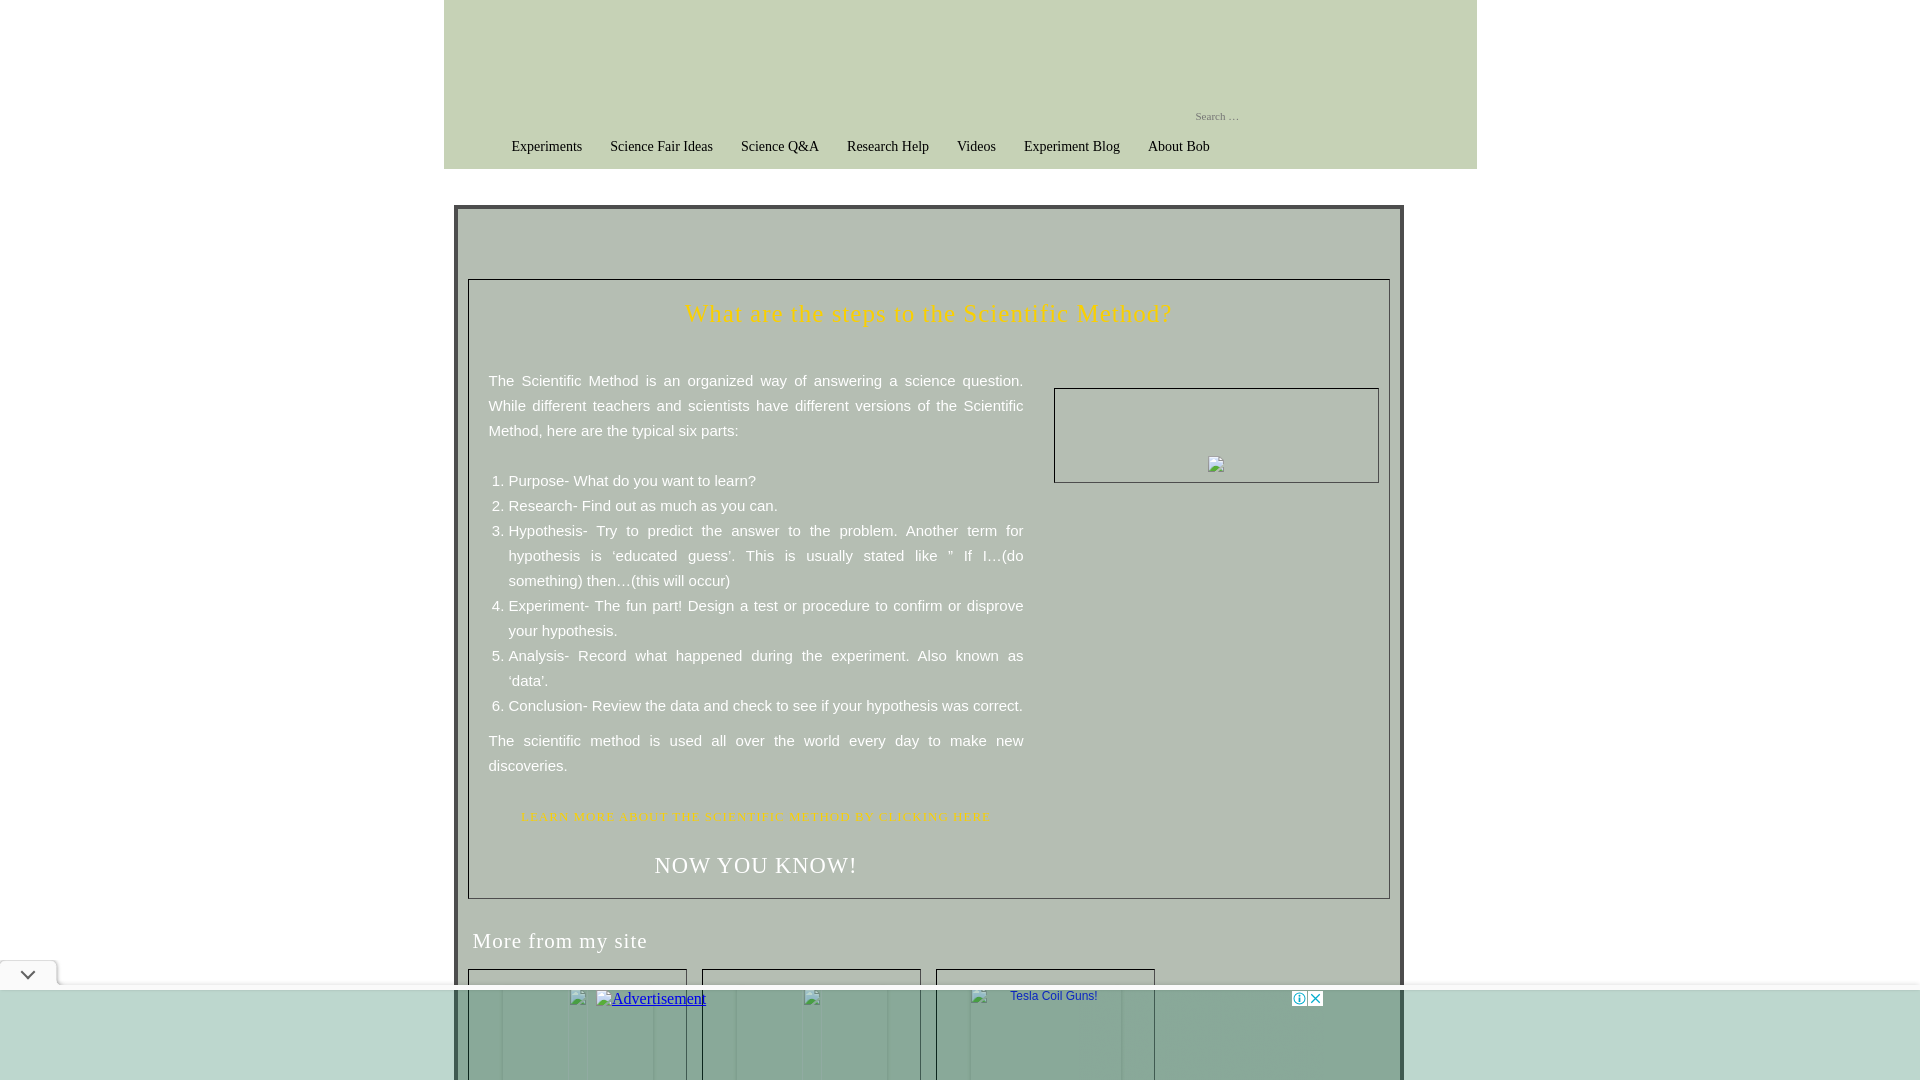 Search …
Experiments Science Fair Ideas Science Q&A Research Help Videos Experiment Blog About Bob
What are the steps to the Scientific Method?
The Scientific Method is an organized way of answering a science question.
While different teachers and scientists have different versions of the Scientific
Method, here are the typical six parts:
1. Purpose- What do you want to learn?
2. Research- Find out as much as you can.
3. Hypothesis- Try to predict the answer to the problem. Another term for
hypothesis is ‘educated guess’. This is usually stated like ” If I…(do
something) then…(this will occur)
4. Experiment- The fun part! Design a test or procedure to confirm or disprove
your hypothesis.
5. Analysis- Record what happened during the experiment. Also known as
‘data’.
6. Conclusion- Review the data and check to see if your hypothesis was correct.
The scientific method is used all over the world every day to make new
discoveries.
LEARN MORE ABOUT THE SCIENTIFIC METHOD BY CLICKING HERE
NOW YOU KNOW!
More from my site
Advertisement
Tesla Coil Guns!